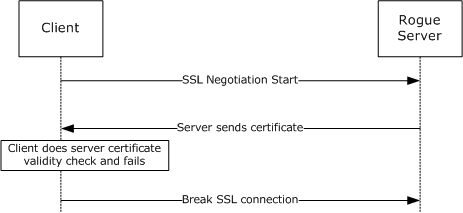 Client
Rogue
Server
SSL Negotiation Start
Server sends certificate
Client does server certificate
validity check and fails
Break SSL connection